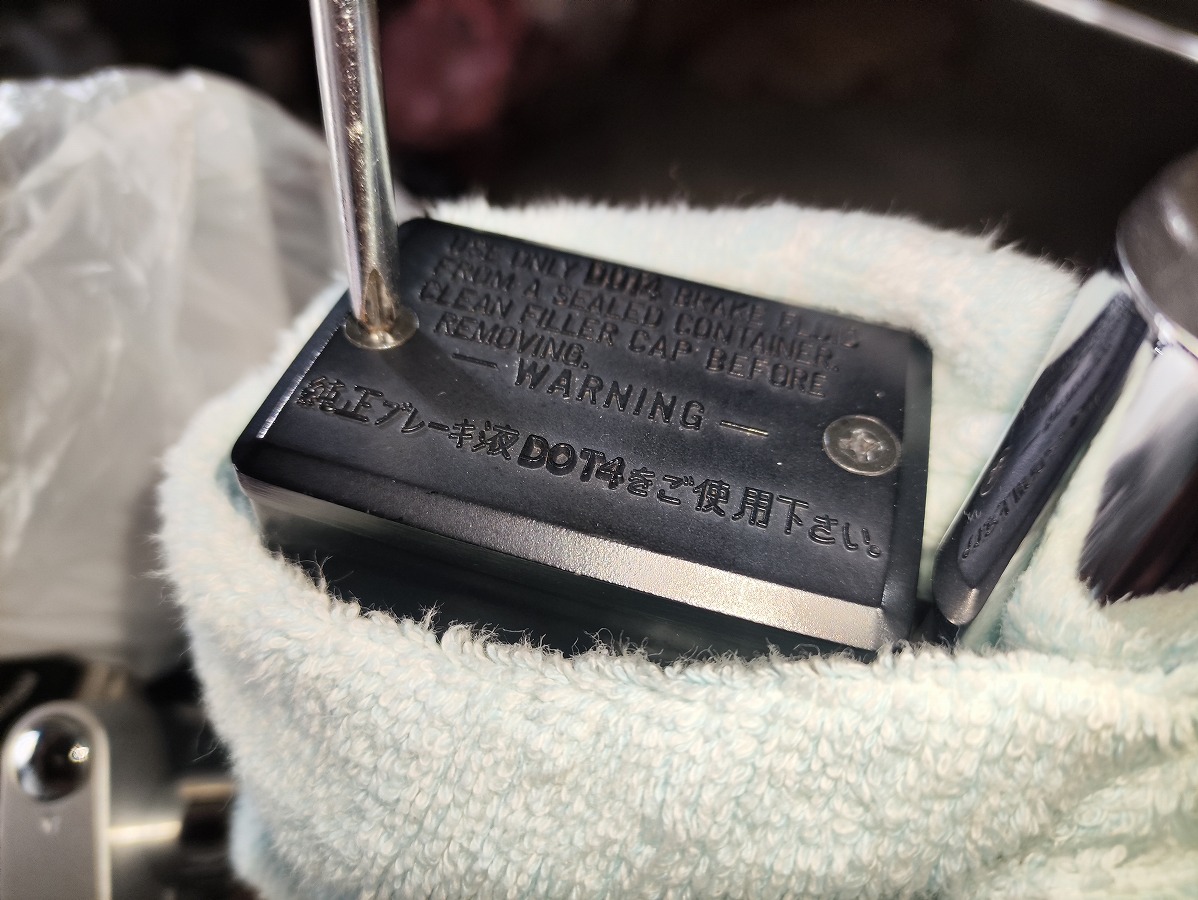 USE ONLY DOT4 BRAKE FLUID
FROM A SEALED CONTAINER.
CLEAN FILLER CAP BEFORE
REMOVING.
— WARNING —
純正ブレーキ液DOT4をご使用下さい。